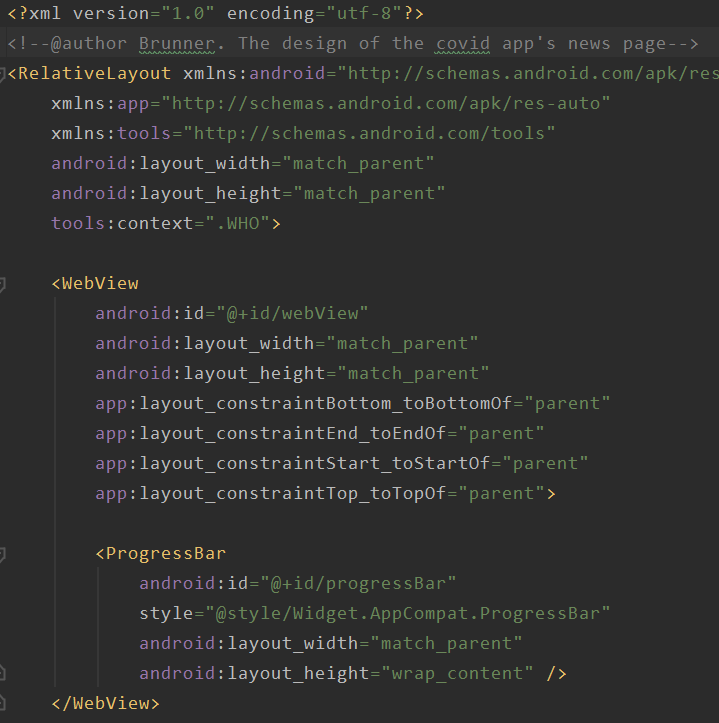 <?xml version="1.0" encoding="utf-8"?>
<!--@author Brunner. The design of the covid app's news page-->
<RelativeLayout xmlns:android="http://schemas.android.com/apk/res
xmlns:app="http://schemas.android.com/apk/res-auto"
xmlns:tools="http://schemas.android.com/tools"
android:layout_width="match_parent"
android:layout_height="match_parent"
tools:context=".WHO">
<WebView
android:id="@+id/webView"
android:layout_width="match_parent"
android:layout_height="match_parent"
app:layout_constraintBottom_toBottomOf="parent"
app:layout_constraintEnd_toEndOf="parent"
app:layout_constraintStart_toStartOf="parent"
app:layout_constraintTop_toTopOf="parent">
<ProgressBar
android:id="@+id/progressBar"
style="@style/Widget.AppCompat.ProgressBar"
android:layout_width="match_parent"
android:layout_height="wrap_content" />
</WebView>